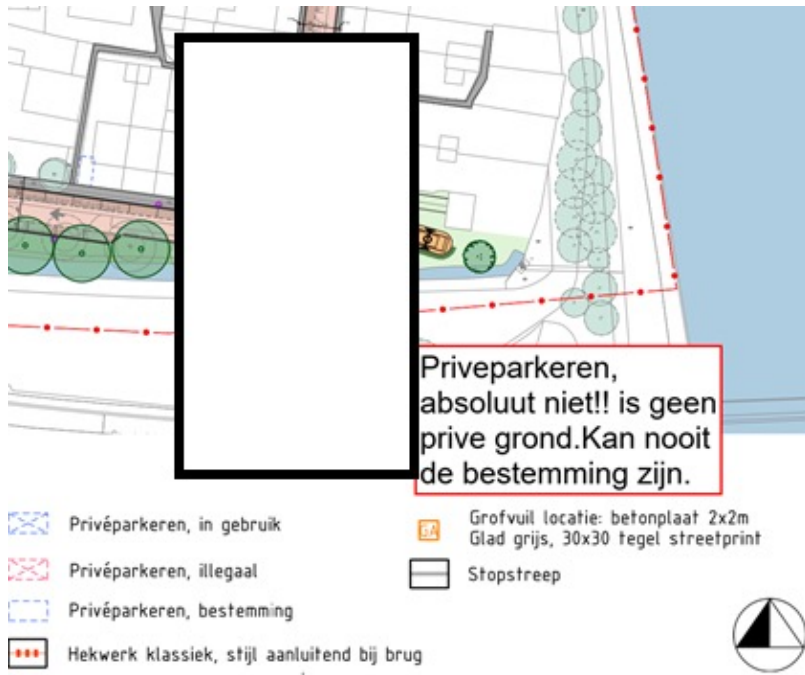 Priveparkeren,
absoluut niet!! is geen
prive grond.Kan nooit
de bestemming zijn.
Privéparkeren, in gebruik
Privéparkeren, illegaal
Privéparkeren, bestemming
Hekwerk klassiek, stijl aanluitend bij brug
Grofvuil locatie: betonplaat 2x2m
Glad grijs, 30x30 tegel streetprint
Stopstreep